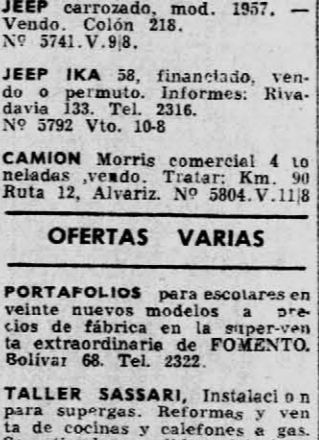 JEEP carrozado, mod. 1957. —
Vendo. Colón 218.
Nº 5741.V.9|8.
JEEP IKA 58, financiado, ven-
do o permuto. Informes: Riva-
davia 133. Tel. 2316.
Nº 5792 Vto. 10-8
CAMION Morris comercial 4 to
neladas ,vendo. Tratar: Km. 90
Ruta 12, Alvariz. Nº 5804.V.11|8
OFERTAS VARIAS
PORTAFOLIOS para escolares en
veinte nuevos modelos a pre-
cios de fábrica en la super-ven
ta extraordinaria de FOMENTO.
Bolívar 68. Tel. 2322.
TALLER SASSARI, Instalaci o n
para supergas. Reformas y ven
ta de cocinas y calefones a gas.